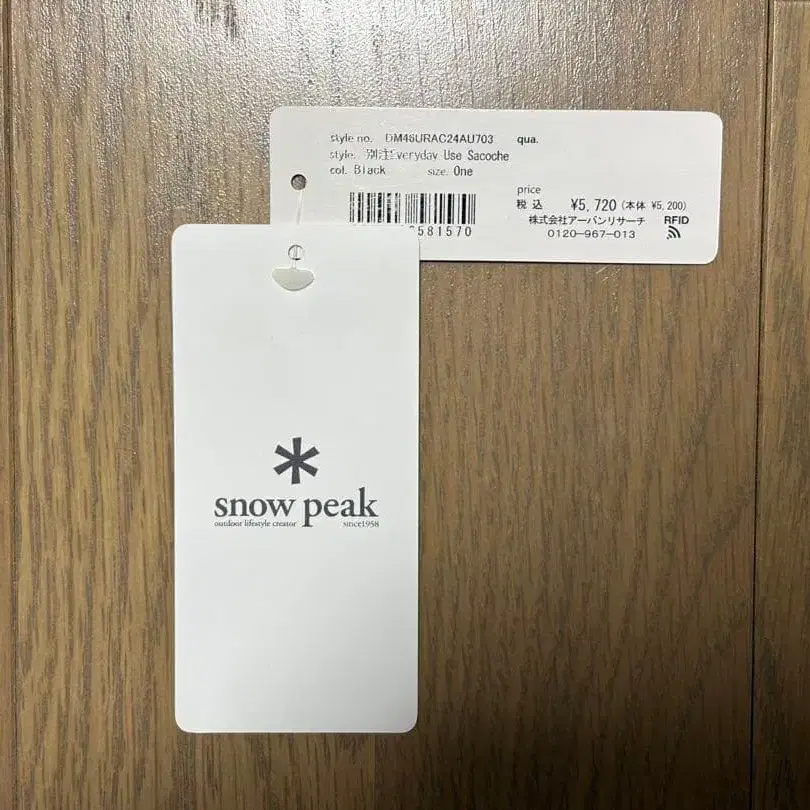 style no. DM46URAC24AU703 qua.
style. 別注Everyday Use Sacoche
col. Black size. One
price
税込 ¥5,720 (本体 ¥5,200)
株式会社アーバンリサーチ RFID
581570 0120-967-013
snow peak
outdoor lifestyle creator since1958